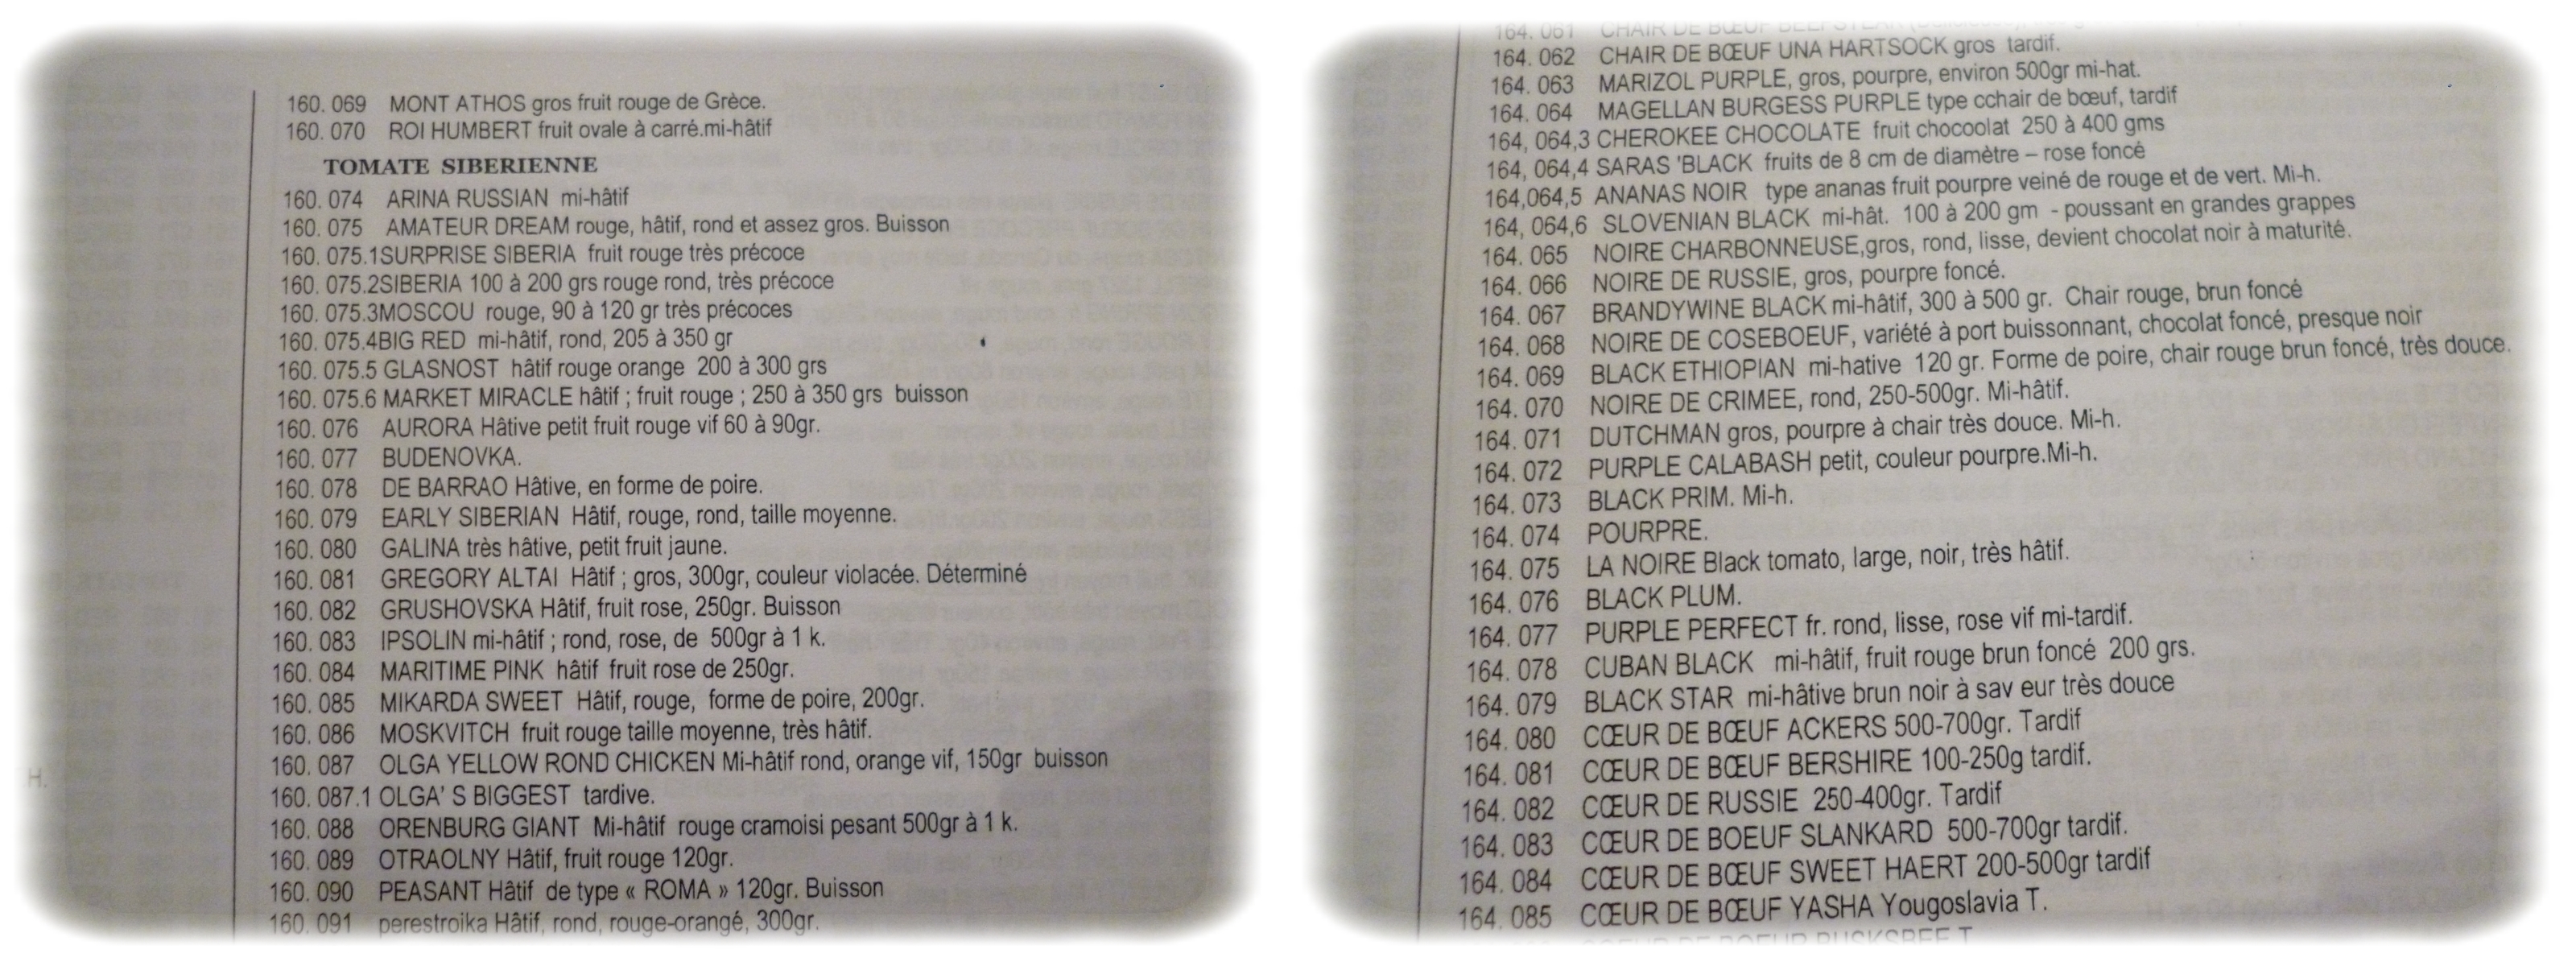 160. 069 MONT ATHOS gros fruit rouge de Grèce.
160. 070 ROI HUMBERT fruit ovale à carré.mi-hâtif
TOMATE SIBERIENNE
160. 074 ARINA RUSSIAN mi-hâtif
160. 075 AMATEUR DREAM rouge, hâtif, rond et assez gros. Buisson
160. 075.1SURPRISE SIBERIA fruit rouge très précoce
160. 075.2SIBERIA 100 à 200 grs rouge rond, très précoce
160. 075.3MOSCOU rouge, 90 à 120 gr très précoces
160. 075.4BIG RED mi-hâtif, rond, 205 à 350 gr
160. 075.5 GLASNOST hâtif rouge orange 200 à 300 grs
160. 075.6 MARKET MIRACLE hâtif ; fruit rouge ; 250 à 350 grs buisson
160. 076 AURORA Hâtive petit fruit rouge vif 60 à 90gr.
160. 077 BUDENOVKA.
160. 078 DE BARRAO Hâtive, en forme de poire.
160. 079 EARLY SIBERIAN Hâtif, rouge, rond, taille moyenne.
160. 080 GALINA très hâtive, petit fruit jaune.
160. 081 GREGORY ALTAI Hâtif ; gros, 300gr, couleur violacée. Déterminé
160. 082 GRUSHOVSKA Hâtif, fruit rose, 250gr. Buisson
160. 083 IPSOLIN mi-hâtif ; rond, rose, de 500gr à 1 k.
160. 084 MARITIME PINK hâtif fruit rose de 250gr.
160. 085 MIKARDA SWEET Hâtif, rouge, forme de poire, 200gr.
160. 086 MOSKVITCH fruit rouge taille moyenne, très hâtif.
160. 087 OLGA YELLOW ROND CHICKEN Mi-hâtif rond, orange vif, 150gr buisson
160. 087.1 OLGA' S BIGGEST tardive.
160. 088 ORENBURG GIANT Mi-hâtif rouge cramoisi pesant 500gr à 1 k.
160. 089 OTRAOLNY Hâtif, fruit rouge 120gr.
160. 090 PEASANT Hâtif de type « ROMA » 120gr. Buisson
160. 091 perestroika Hâtif, rond, rouge-orangé, 300gr.
164. 061 CHAIR DE BŒUF BEEFSTEAK
164. 062 CHAIR DE BŒUF UNA HARTSOCK gros tardif.
164. 063 MARIZOL PURPLE, gros, pourpre, environ 500gr mi-hat.
164. 064 MAGELLAN BURGESS PURPLE type cchair de bœuf, tardif
164, 064,3 CHEROKEE CHOCOLATE fruit chocoolat 250 à 400 gms
164, 064,4 SARAS 'BLACK fruits de 8 cm de diamètre – rose foncé
164,064,5 ANANAS NOIR type ananas fruit pourpre veiné de rouge et de vert. Mi-h.
164, 064,6 SLOVENIAN BLACK mi-hât. 100 à 200 gm - poussant en grandes grappes
164. 065 NOIRE CHARBONNEUSE,gros, rond, lisse, devient chocolat noir à maturité.
164. 066 NOIRE DE RUSSIE, gros, pourpre foncé.
164. 067 BRANDYWINE BLACK mi-hâtif, 300 à 500 gr. Chair rouge, brun foncé
164. 068 NOIRE DE COSEBOEUF, variété à port buissonnant, chocolat foncé, presque noir
164. 069 BLACK ETHIOPIAN mi-hative 120 gr. Forme de poire, chair rouge brun foncé, très douce.
164. 070 NOIRE DE CRIMEE, rond, 250-500gr. Mi-hâtif.
164. 071 DUTCHMAN gros, pourpre à chair très douce. Mi-h.
164. 072 PURPLE CALABASH petit, couleur pourpre.Mi-h.
164. 073 BLACK PRIM. Mi-h.
164. 074 POURPRE.
164. 075 LA NOIRE Black tomato, large, noir, très hâtif.
164. 076 BLACK PLUM.
164. 077 PURPLE PERFECT fr. rond, lisse, rose vif mi-tardif.
164. 078 CUBAN BLACK mi-hâtif, fruit rouge brun foncé 200 grs.
164. 079 BLACK STAR mi-hâtive brun noir à sav eur très douce
164. 080 CŒUR DE BŒUF ACKERS 500-700gr. Tardif
164. 081 CŒUR DE BŒUF BERSHIRE 100-250g tardif.
164. 082 CŒUR DE RUSSIE 250-400gr. Tardif
164. 083 CŒUR DE BOEUF SLANKARD 500-700gr tardif.
164. 084 CŒUR DE BŒUF SWEET HAERT 200-500gr tardif
164. 085 CŒUR DE BŒUF YASHA Yougoslavia T.